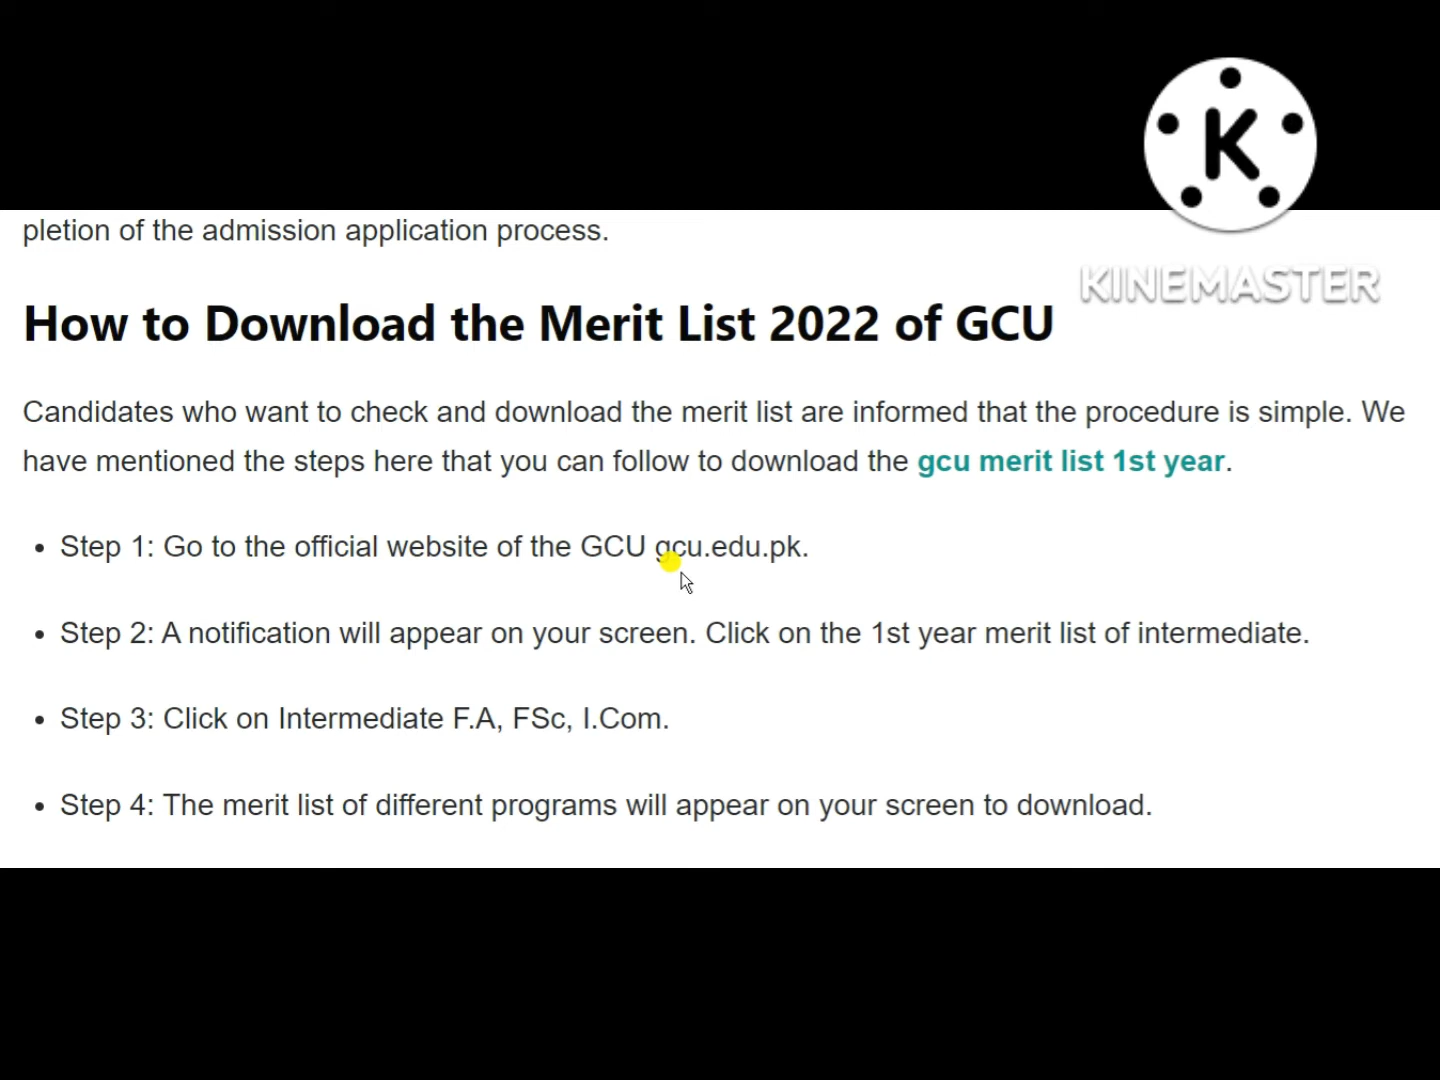 K
KINEMASTER
pletion of the admission application process.
How to Download the Merit List 2022 of GCU
Candidates who want to check and download the merit list are informed that the procedure is simple. We
have mentioned the steps here that you can follow to download the gcu merit list 1st year.
• Step 1: Go to the official website of the GCU gcu.edu.pk.
• Step 2: A notification will appear on your screen. Click on the 1st year merit list of intermediate.
• Step 3: Click on Intermediate F.A, FSc, I.Com.
• Step 4: The merit list of different programs will appear on your screen to download.